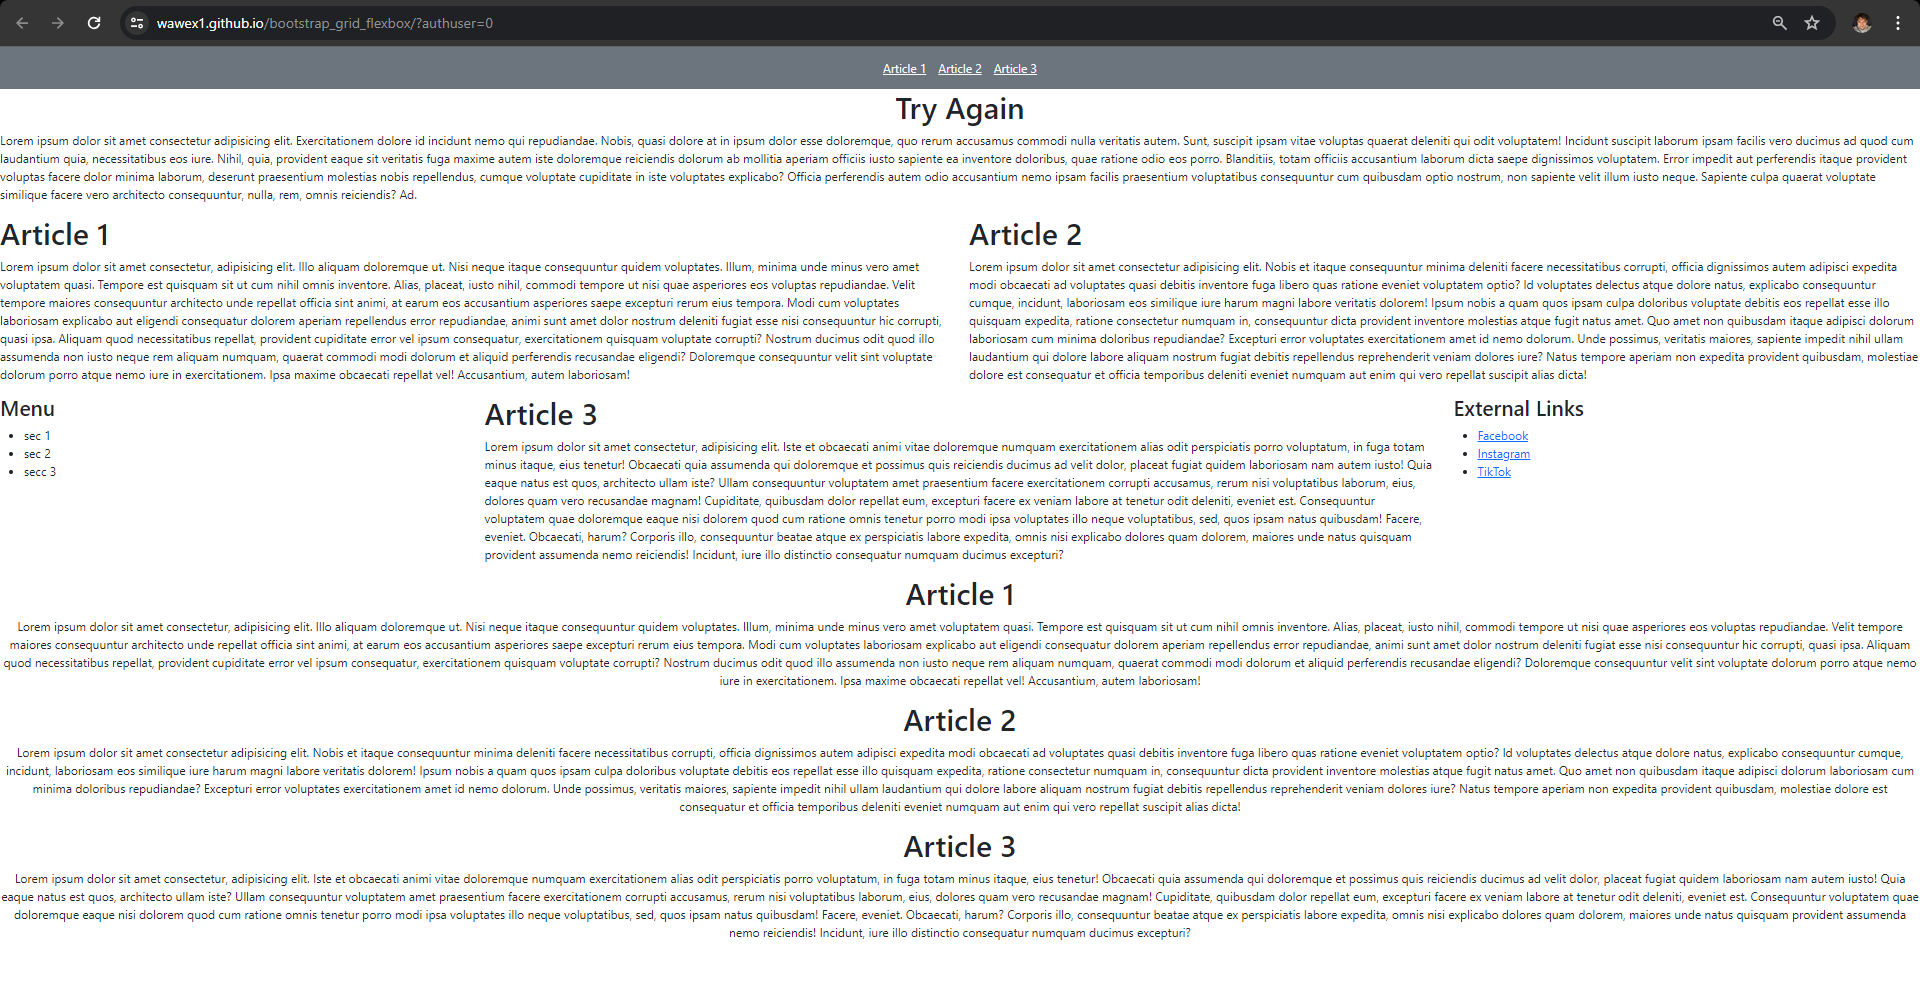 wawex1.github.io/bootstrap_grid_flexbox/?authuser=0
Article 1 Article 2 Article 3
Try Again
Lorem ipsum dolor sit amet consectetur adipisicing elit. Exercitationem dolore id incidunt nemo qui repudiandae. Nobis, quasi dolore at in ipsum dolor esse doloremque, quo rerum accusamus commodi nulla veritatis autem. Sunt, suscipit ipsam vitae voluptas quaerat deleniti qui odit voluptatem! Incidunt suscipit laborum ipsam facilis vero ducimus ad quod cum
laudantium quia, necessitatibus eos iure. Nihil, quia, provident eaque sit veritatis fuga maxime autem iste doloremque reiciendis dolorum ab mollitia aperiam officiis iusto sapiente ea inventore doloribus, quae ratione odio eos porro. Blanditiis, totam officiis accusantium laborum dicta saepe dignissimos voluptatem. Error impedit aut perferendis itaque provident
voluptas facere dolor minima laborum, deserunt praesentium molestias nobis repellendus, cumque voluptate cupiditate in iste voluptates explicabo? Officia perferendis autem odio accusantium nemo ipsam facilis praesentium voluptatibus consequuntur cum quibusdam optio nostrum, non sapiente velit illum iusto neque. Sapiente culpa quaerat voluptate
similique facere vero architecto consequuntur, nulla, rem, omnis reiciendis? Ad.
Article 1
Lorem ipsum dolor sit amet consectetur, adipisicing elit. Illo aliquam doloremque ut. Nisi neque itaque consequuntur quidem voluptates. Illum, minima unde minus vero amet
voluptatem quasi. Tempore est quisquam sit ut cum nihil omnis inventore. Alias, placeat, iusto nihil, commodi tempore ut nisi quae asperiores eos voluptas repudiandae. Velit
tempore maiores consequuntur architecto unde repellat officia sint animi, at earum eos accusantium asperiores saepe excepturi rerum eius tempora. Modi cum voluptates
laboriosam explicabo aut eligendi consequatur dolorem aperiam repellendus error repudiandae, animi sunt amet dolor nostrum deleniti fugiat esse nisi consequuntur hic corrupti,
quasi ipsa. Aliquam quod necessitatibus repellat, provident cupiditate error vel ipsum consequatur, exercitationem quisquam voluptate corrupti? Nostrum ducimus odit quod illo
assumenda non iusto neque rem aliquam numquam, quaerat commodi modi dolorum et aliquid perferendis recusandae eligendi? Doloremque consequuntur velit sint voluptate
dolorum porro atque nemo iure in exercitationem. Ipsa maxime obcaecati repellat vel! Accusantium, autem laboriosam!
Article 2
Lorem ipsum dolor sit amet consectetur adipisicing elit. Nobis et itaque consequuntur minima deleniti facere necessitatibus corrupti, officia dignissimos autem adipisci expedita
modi obcaecati ad voluptates quasi debitis inventore fuga libero quas ratione eveniet voluptatem optio? Id voluptates delectus atque dolore natus, explicabo consequuntur
cumque, incidunt, laboriosam eos similique iure harum magni labore veritatis dolorem! Ipsum nobis a quam quos ipsam culpa doloribus voluptate debitis eos repellat esse illo
quisquam expedita, ratione consectetur numquam in, consequuntur dicta provident inventore molestias atque fugit natus amet. Quo amet non quibusdam itaque adipisci dolorum
laboriosam cum minima doloribus repudiandae? Excepturi error voluptates exercitationem amet id nemo dolorum. Unde possimus, veritatis maiores, sapiente impedit nihil ullam
laudantium qui dolore labore aliquam nostrum fugiat debitis repellendus reprehenderit veniam dolores iure? Natus tempore aperiam non expedita provident quibusdam, molestiae
dolore est consequatur et officia temporibus deleniti eveniet numquam aut enim qui vero repellat suscipit alias dicta!
Menu
sec 1
sec 2
secc 3
Article 3
Lorem ipsum dolor sit amet consectetur, adipisicing elit. Iste et obcaecati animi vitae doloremque numquam exercitationem alias odit perspiciatis porro voluptatum, in fuga totam
minus itaque, eius tenetur! Obcaecati quia assumenda qui doloremque et possimus quis reiciendis ducimus ad velit dolor, placeat fugiat quidem laboriosam nam autem iusto! Quia
eaque natus est quos, architecto ullam iste? Ullam consequuntur voluptatem amet praesentium facere exercitationem corrupti accusamus, rerum nisi voluptatibus laborum, eius,
dolores quam vero recusandae magnam! Cupiditate, quibusdam dolor repellat eum, excepturi facere ex veniam labore at tenetur odit deleniti, eveniet est. Consequuntur
voluptatem quae doloremque eaque nisi dolorem quod cum ratione omnis tenetur porro modi ipsa voluptates illo neque voluptatibus, sed, quos ipsam natus quibusdam! Facere,
eveniet. Obcaecati, harum? Corporis illo, consequuntur beatae atque ex perspiciatis labore expedita, omnis nisi explicabo dolores quam dolorem, maiores unde natus quisquam
provident assumenda nemo reiciendis! Incidunt, iure illo distinctio consequatur numquam ducimus excepturi?
External Links
Facebook
Instagram
TikTok
Article 1
Lorem ipsum dolor sit amet consectetur, adipisicing elit. Illo aliquam doloremque ut. Nisi neque itaque consequuntur quidem voluptates. Illum, minima unde minus vero amet voluptatem quasi. Tempore est quisquam sit ut cum nihil omnis inventore. Alias, placeat, iusto nihil, commodi tempore ut nisi quae asperiores eos voluptas repudiandae. Velit tempore
maiores consequuntur architecto unde repellat officia sint animi, at earum eos accusantium asperiores saepe excepturi rerum eius tempora. Modi cum voluptates laboriosam explicabo aut eligendi consequatur dolorem aperiam repellendus error repudiandae, animi sunt amet dolor nostrum deleniti fugiat esse nisi consequuntur hic corrupti, quasi ipsa. Aliquam
quod necessitatibus repellat, provident cupiditate error vel ipsum consequatur, exercitationem quisquam voluptate corrupti? Nostrum ducimus odit quod illo assumenda non iusto neque rem aliquam numquam, quaerat commodi modi dolorum et aliquid perferendis recusandae eligendi? Doloremque consequuntur velit sint voluptate dolorum porro atque nemo
iure in exercitationem. Ipsa maxime obcaecati repellat vel! Accusantium, autem laboriosam!
Article 2
Lorem ipsum dolor sit amet consectetur adipisicing elit. Nobis et itaque consequuntur minima deleniti facere necessitatibus corrupti, officia dignissimos autem adipisci expedita modi obcaecati ad voluptates quasi debitis inventore fuga libero quas ratione eveniet voluptatem optio? Id voluptates delectus atque dolore natus, explicabo consequuntur cumque,
incidunt, laboriosam eos similique iure harum magni labore veritatis dolorem! Ipsum nobis a quam quos ipsam culpa doloribus voluptate debitis eos repellat esse illo quisquam expedita, ratione consectetur numquam in, consequuntur dicta provident inventore molestias atque fugit natus amet. Quo amet non quibusdam itaque adipisci dolorum laboriosam cum
minima doloribus repudiandae? Excepturi error voluptates exercitationem amet id nemo dolorum. Unde possimus, veritatis maiores, sapiente impedit nihil ullam laudantium qui dolore labore aliquam nostrum fugiat debitis repellendus reprehenderit veniam dolores iure? Natus tempore aperiam non expedita provident quibusdam, molestiae dolore est
consequatur et officia temporibus deleniti eveniet numquam aut enim qui vero repellat suscipit alias dicta!
Article 3
Lorem ipsum dolor sit amet consectetur, adipisicing elit. Iste et obcaecati animi vitae doloremque numquam exercitationem alias odit perspiciatis porro voluptatum, in fuga totam minus itaque, eius tenetur! Obcaecati quia assumenda qui doloremque et possimus quis reiciendis ducimus ad velit dolor, placeat fugiat quidem laboriosam nam autem iusto! Quia
eaque natus est quos, architecto ullam iste? Ullam consequuntur voluptatem amet praesentium facere exercitationem corrupti accusamus, rerum nisi voluptatibus laborum, eius, dolores quam vero recusandae magnam! Cupiditate, quibusdam dolor repellat eum, excepturi facere ex veniam labore at tenetur odit deleniti, eveniet est. Consequuntur voluptatem quae
doloremque eaque nisi dolorem quod cum ratione omnis tenetur porro modi ipsa voluptates illo neque voluptatibus, sed, quos ipsam natus quibusdam! Facere, eveniet. Obcaecati, harum? Corporis illo, consequuntur beatae atque ex perspiciatis labore expedita, omnis nisi explicabo dolores quam dolorem, maiores unde natus quisquam provident assumenda
nemo reiciendis! Incidunt, iure illo distinctio consequatur numquam ducimus excepturi?